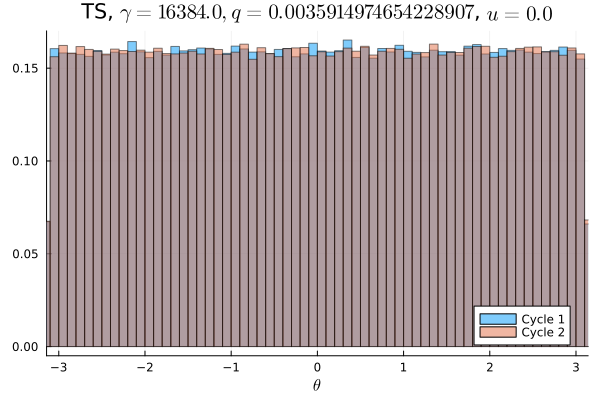 TS, γ = 16384.0, q = 0.0035914974654228907, u = 0.0
0.15
0.10
0.05
0.00
−3 −2 −1 0 1 2 3
θ
Cycle 1
Cycle 2